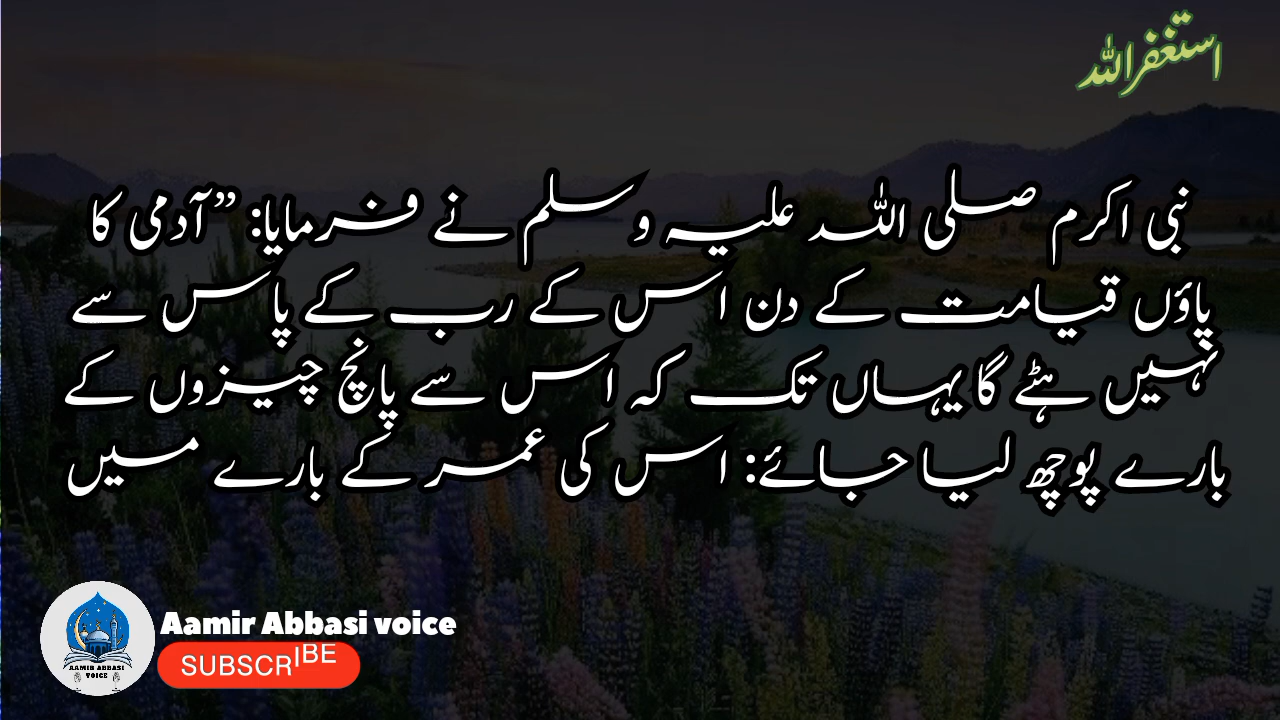 استغفراللہ
نبی اکرم صلی اللہ علیہ وسلم نے فرمایا: ”آدمی کا
پاؤں قیامت کے دن اس کے رب کے پاس سے
نہیں ہٹے گا یہاں تک کہ اس سے پانچ چیزوں کے
بارے پوچھ لیا جائے: اس کی عمر کے بارے میں
Aamir Abbasi voice
SUBSCRIBE
AAMIR ABBASI
VOICE